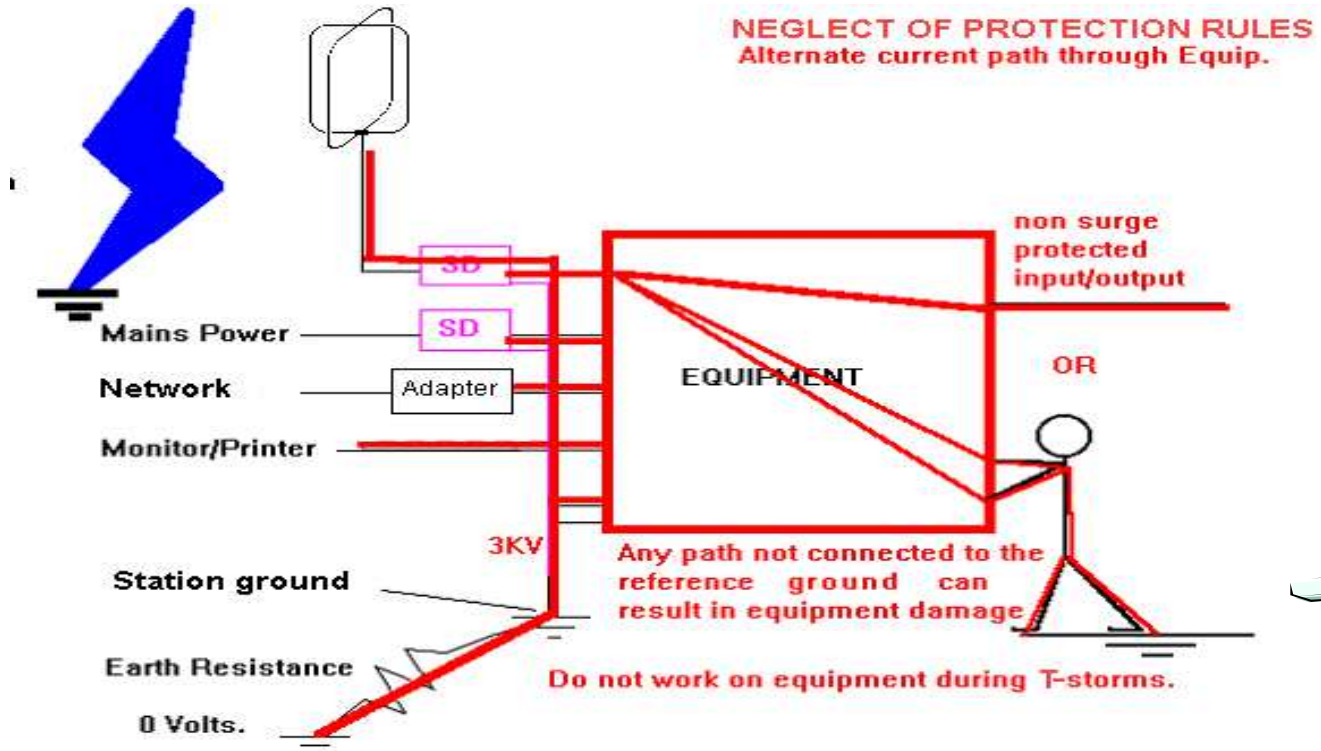 NEGLECT OF PROTECTION RULES
Alternate current path through Equip.
non surge
protected
input/output
SD
Mains Power
SD
OR
EQUIPMENT
Network
Adapter
Monitor/Printer
3KV
Any path not connected to the
reference ground can
result in equipment damage
Station ground
Earth Resistance
Do not work on equipment during T-storms.
0 Volts.